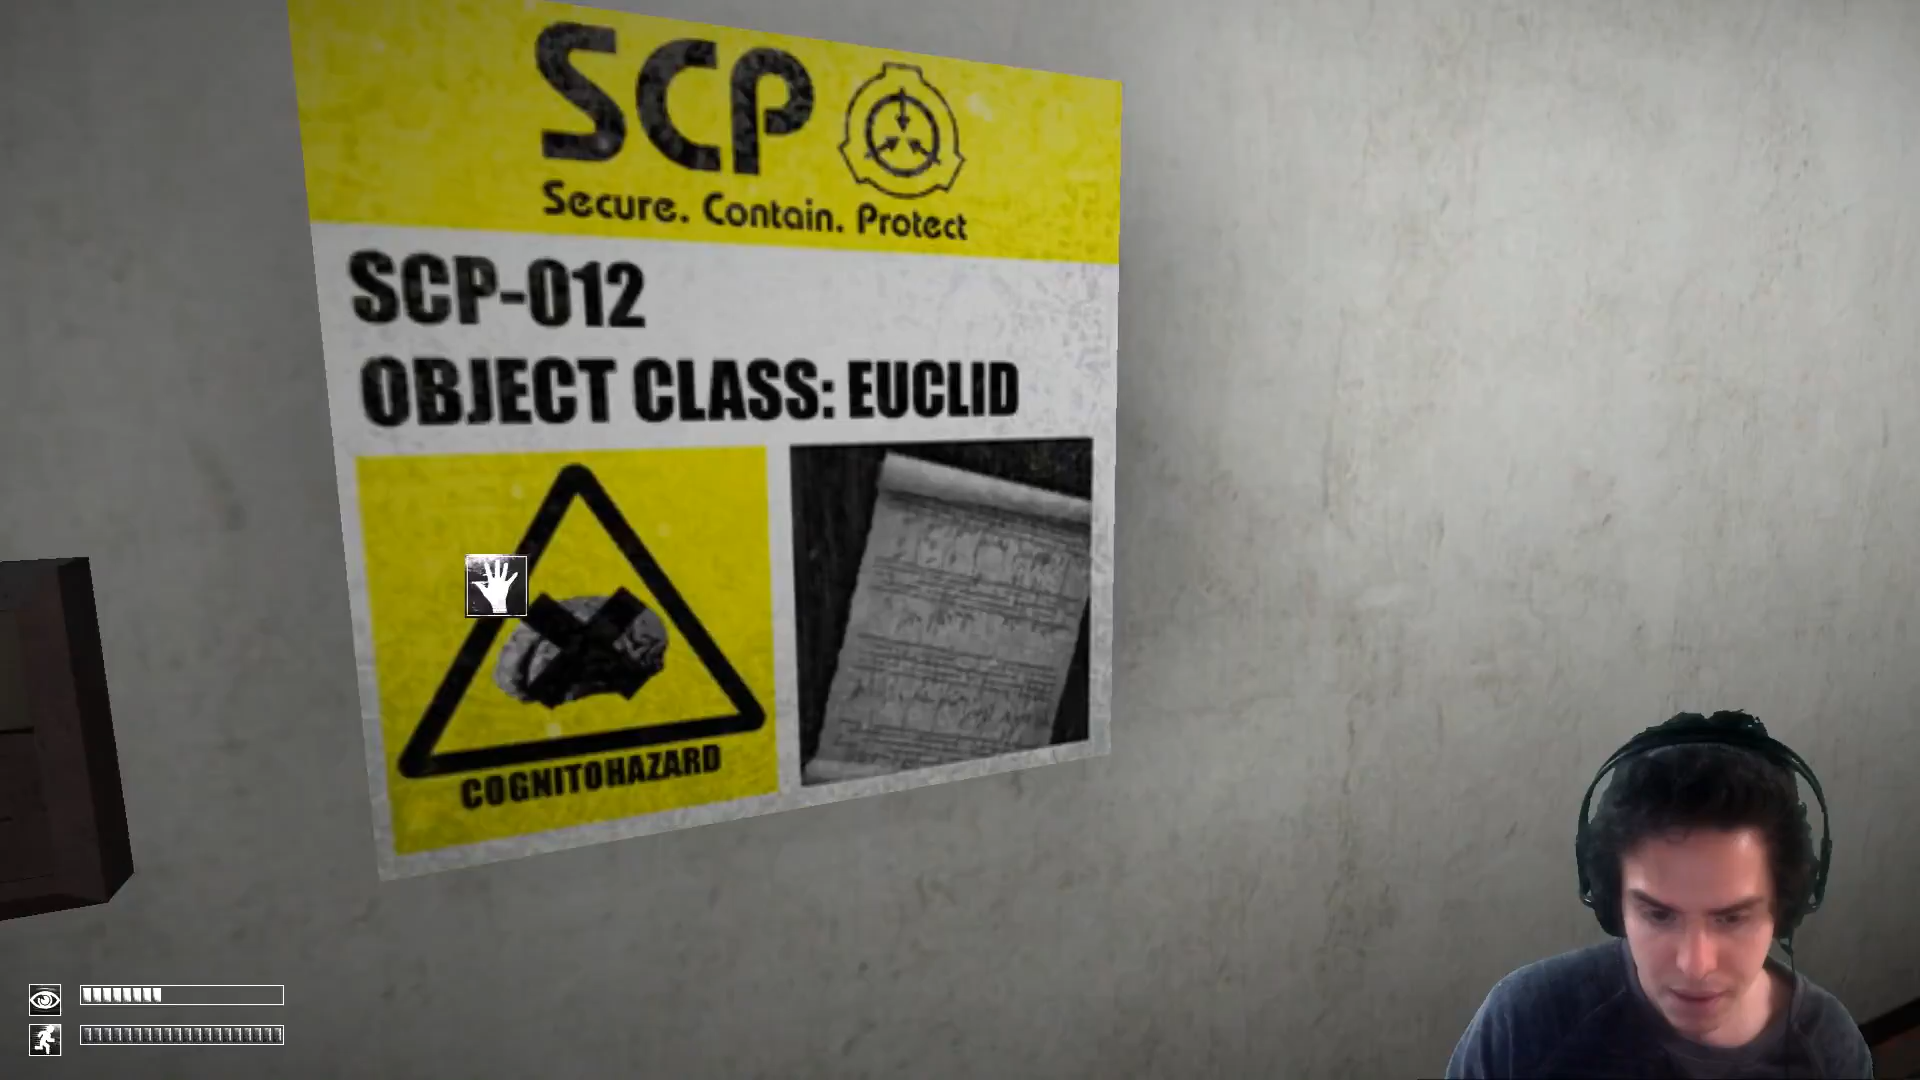 SCP
Secure. Contain. Protect
SCP-012
OBJECT CLASS: EUCLID
COGNITOHAZARD